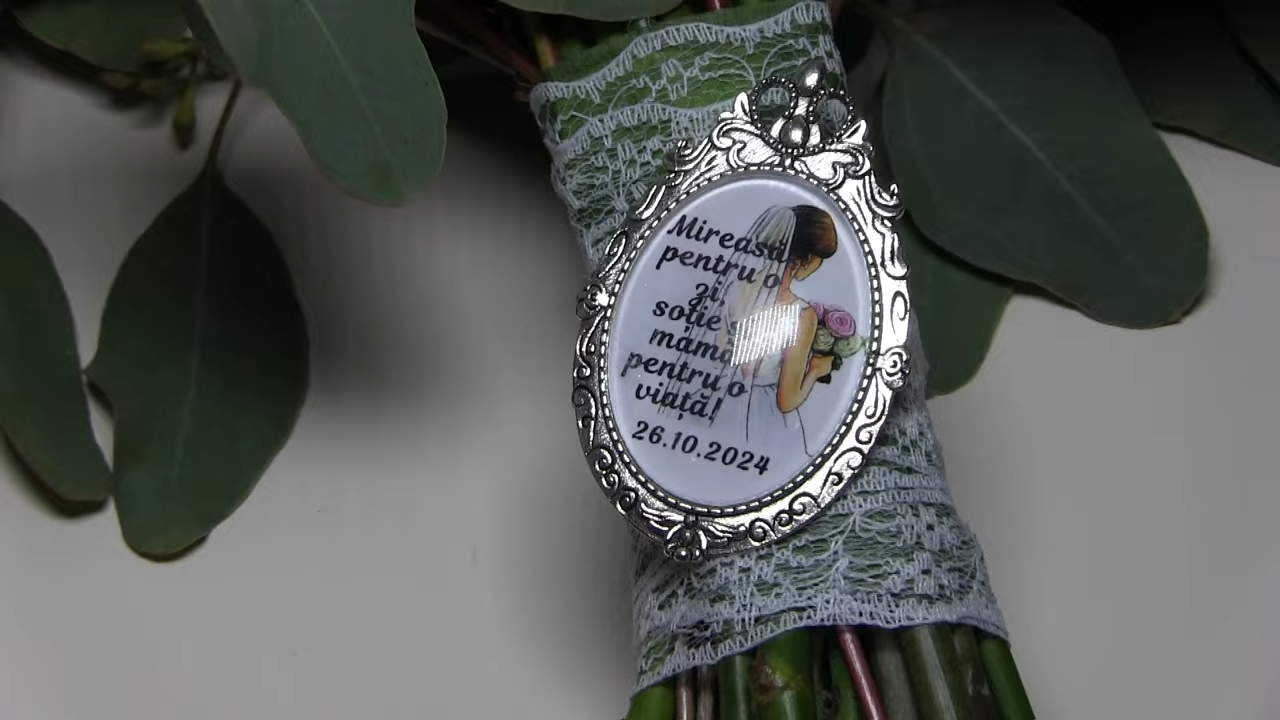 Mireasă
pentru o
zi,
soție
mamă
pentru o
viață!
26.10.2024